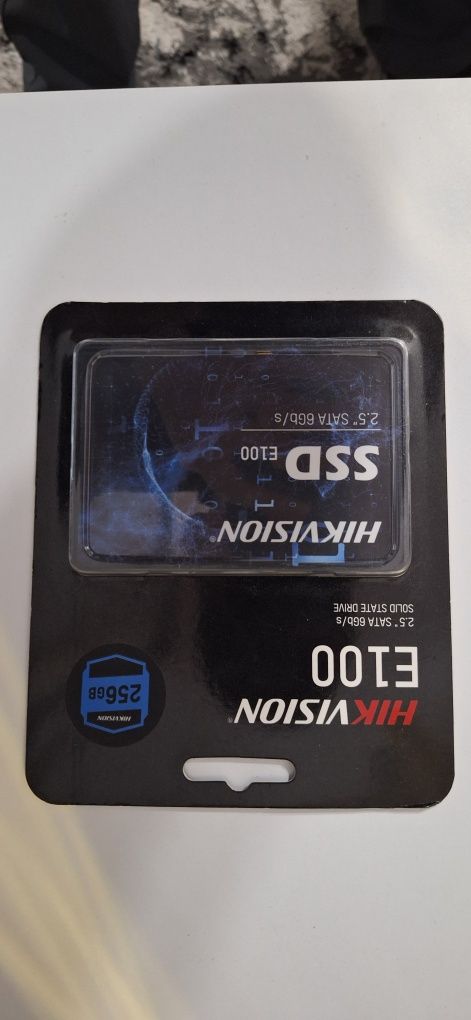 HIKVISION®
E100
2.5" SATA 6Gb/s
SOLID STATE DRIVE
HIKVISION
256GB
HIKVISION®
SSD E100
2.5" SATA 6Gb/s